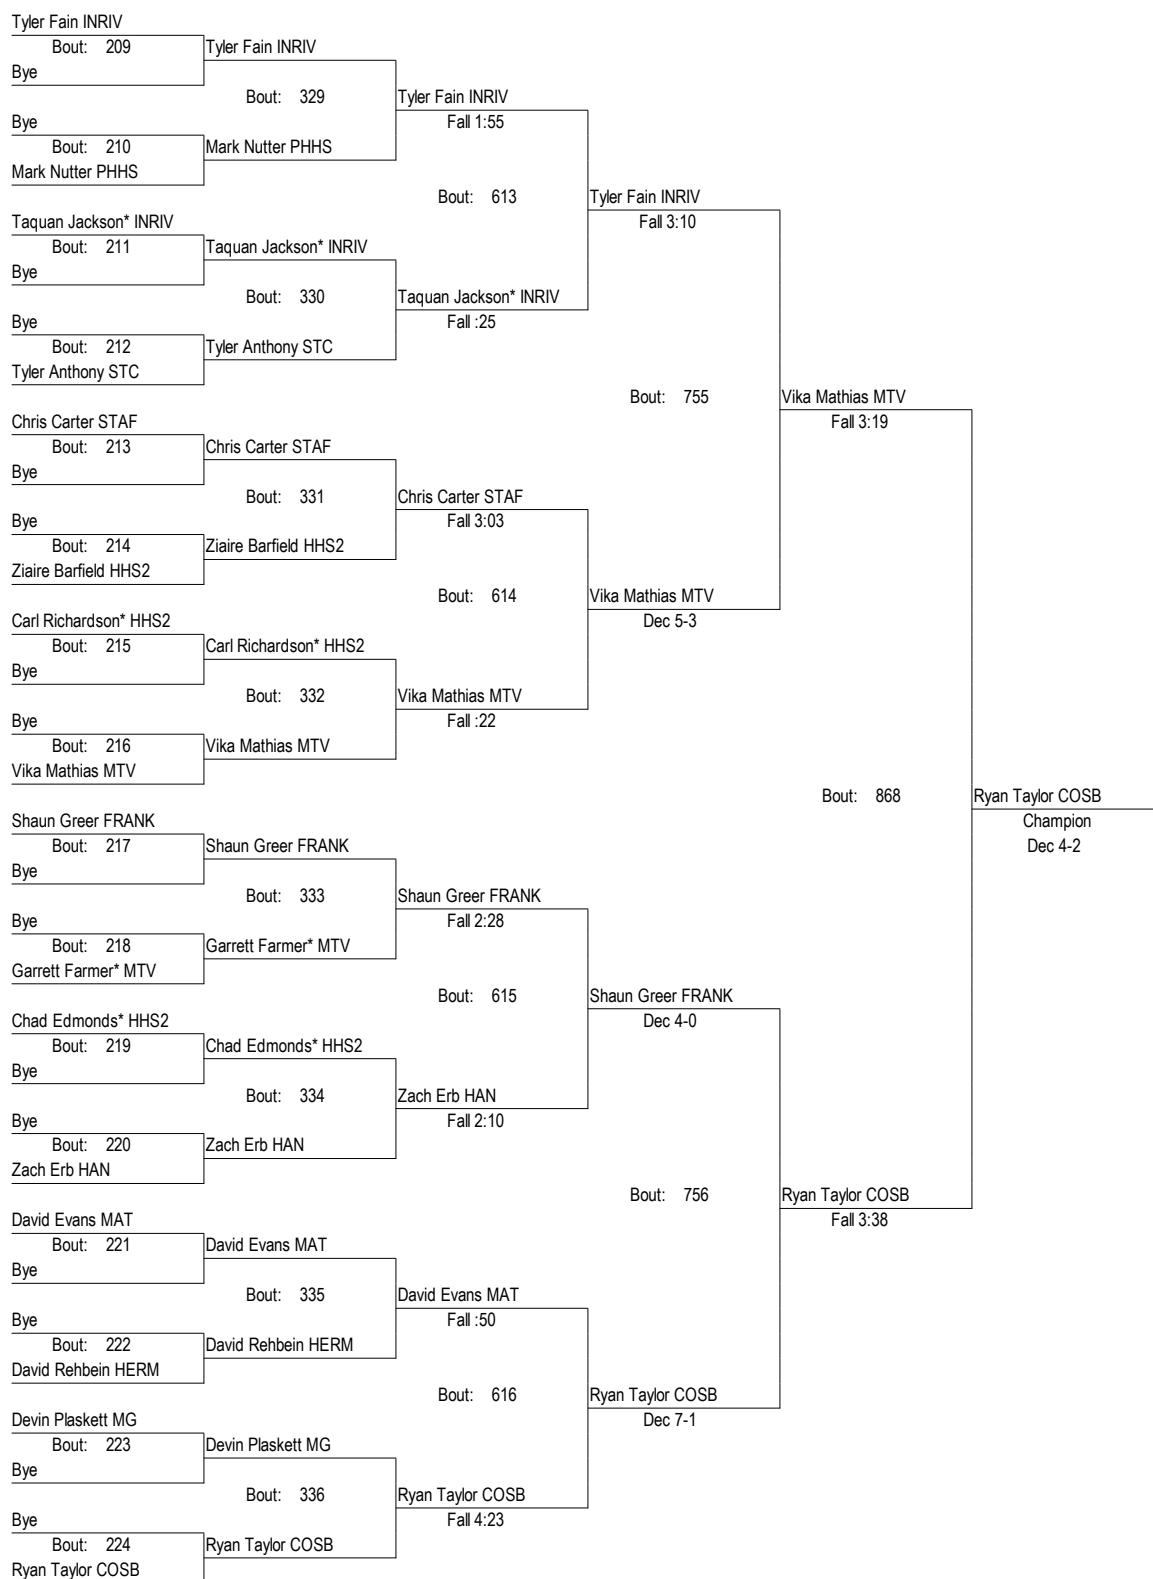 Tyler Fain INRIV
Bout: 209
Tyler Fain INRIV
Bye
Bout: 329
Tyler Fain INRIV
Bye
Fall 1:55
Bout: 210
Mark Nutter PHHS
Mark Nutter PHHS
Bout: 613
Tyler Fain INRIV
Taquan Jackson* INRIV
Fall 3:10
Bout: 211
Taquan Jackson* INRIV
Bye
Bout: 330
Taquan Jackson* INRIV
Bye
Fall :25
Bout: 212
Tyler Anthony STC
Tyler Anthony STC
Bout: 755
Vika Mathias MTV
Chris Carter STAF
Fall 3:19
Bout: 213
Chris Carter STAF
Bye
Bout: 331
Chris Carter STAF
Bye
Fall 3:03
Bout: 214
Ziaire Barfield HHS2
Ziaire Barfield HHS2
Bout: 614
Vika Mathias MTV
Carl Richardson* HHS2
Dec 5-3
Bout: 215
Carl Richardson* HHS2
Bye
Bout: 332
Vika Mathias MTV
Bye
Fall :22
Bout: 216
Vika Mathias MTV
Vika Mathias MTV
Bout: 868
Ryan Taylor COSB
Shaun Greer FRANK
Champion
Bout: 217
Shaun Greer FRANK
Dec 4-2
Bye
Bout: 333
Shaun Greer FRANK
Bye
Fall 2:28
Bout: 218
Garrett Farmer* MTV
Garrett Farmer* MTV
Bout: 615
Shaun Greer FRANK
Chad Edmonds* HHS2
Dec 4-0
Bout: 219
Chad Edmonds* HHS2
Bye
Bout: 334
Zach Erb HAN
Bye
Fall 2:10
Bout: 220
Zach Erb HAN
Zach Erb HAN
Bout: 756
Ryan Taylor COSB
David Evans MAT
Fall 3:38
Bout: 221
David Evans MAT
Bye
Bout: 335
David Evans MAT
Bye
Fall :50
Bout: 222
David Rehbein HERM
David Rehbein HERM
Bout: 616
Ryan Taylor COSB
Devin Plaskett MG
Dec 7-1
Bout: 223
Devin Plaskett MG
Bye
Bout: 336
Ryan Taylor COSB
Bye
Fall 4:23
Bout: 224
Ryan Taylor COSB
Ryan Taylor COSB